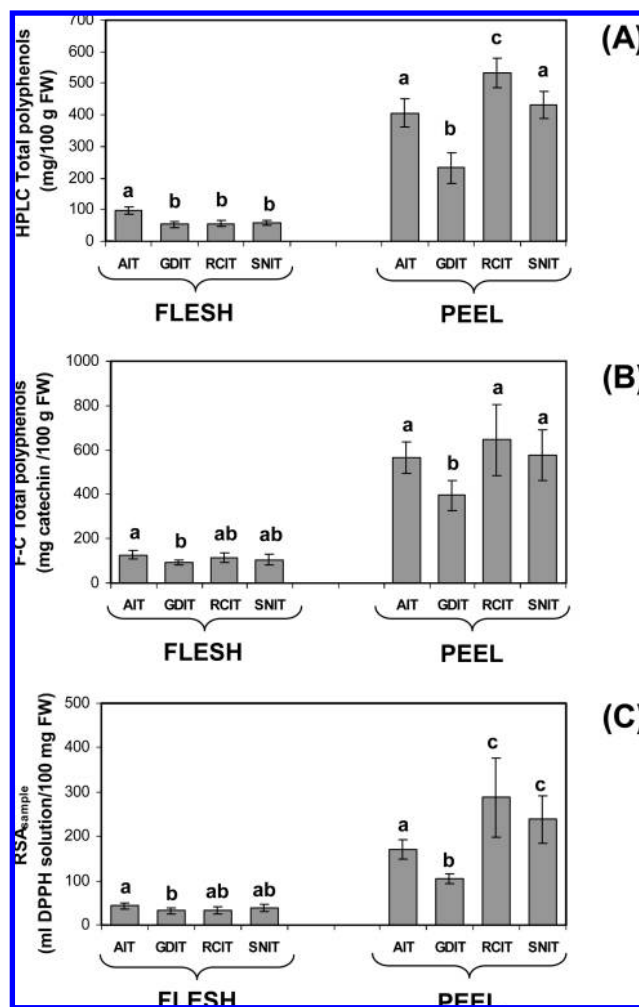 (A)
HPLC Total polyphenols
(mg/100 g FW)
700
600
500
400
300
200
100
0
a b b b a b c a
AIT GDIT RCIT SNIT AIT GDIT RCIT SNIT
FLESH PEEL
(B)
F-C Total polyphenols
(mg catechin /100 g FW)
1000
800
600
400
200
0
a b ab ab a b a a
AIT GDIT RCIT SNIT AIT GDIT RCIT SNIT
FLESH PEEL
(C)
RSAsample
(ml DPPH solution/100 mg FW)
500
400
300
200
100
0
a b ab ab a b c c
AIT GDIT RCIT SNIT AIT GDIT RCIT SNIT
FLESH PEEL